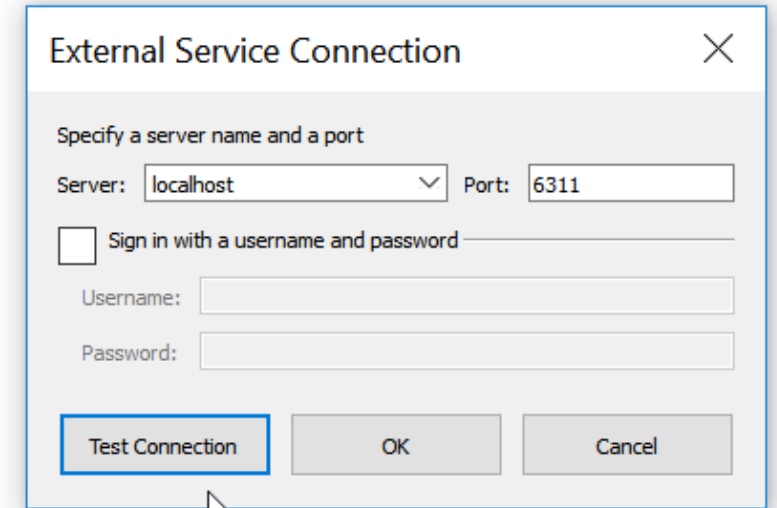 External Service Connection
Specify a server name and a port
Server: localhost Port: 6311
Sign in with a username and password
Username:
Password:
Test Connection OK Cancel